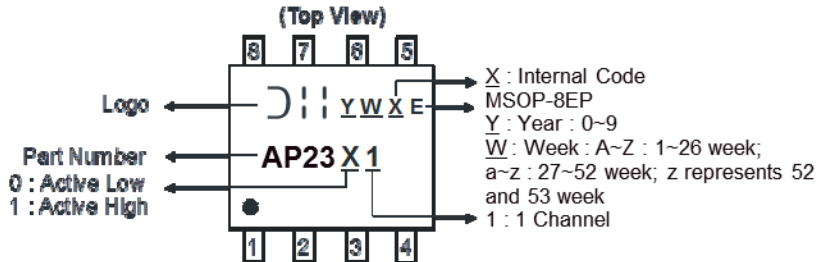 (Top View)
8 7 6 5
Logo
Y W X E
X : Internal Code
MSOP-8EP
Y : Year : 0~9
W : Week : A~Z : 1~26 week;
a~z : 27~52 week; z represents 52
and 53 week
Part Number
AP23 X 1
0 : Active Low
1 : Active High
1 : 1 Channel
1 2 3 4